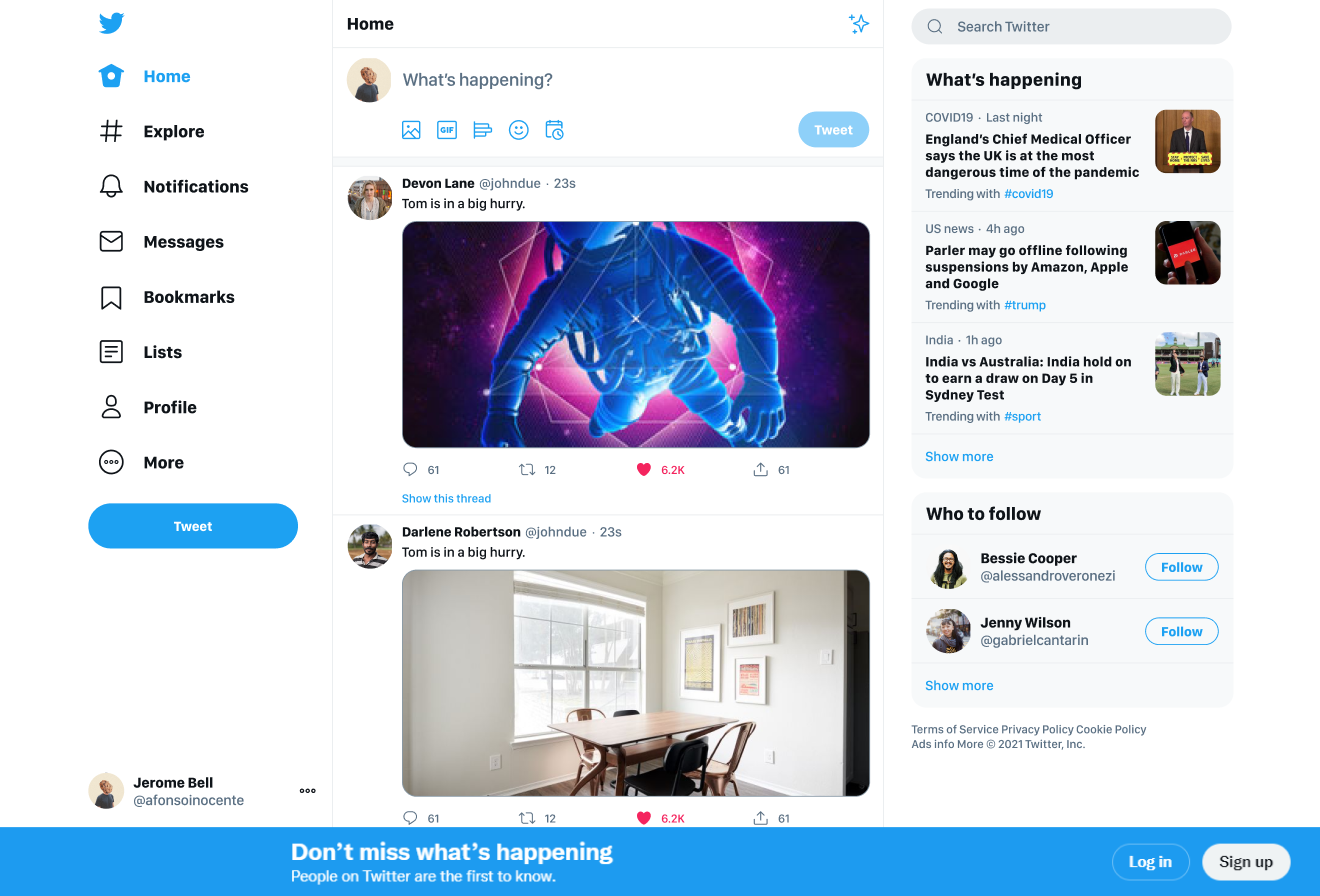 Home
Explore
Notifications
Messages
Bookmarks
Lists
Profile
More
Tweet
Jerome Bell
@afonsoinocente
Home
What's happening?
GIF
Tweet
Devon Lane @johndue · 23s
Tom is in a big hurry.
61 12 6.2K 61
Show this thread
Darlene Robertson @johndue · 23s
Tom is in a big hurry.
61 12 6.2K 61
Search Twitter
What's happening
COVID19 · Last night
England's Chief Medical Officer
says the UK is at the most
dangerous time of the pandemic
Trending with #covid19
US news · 4h ago
Parler may go offline following
suspensions by Amazon, Apple
and Google
Trending with #trump
PARLER
India · 1h ago
India vs Australia: India hold on
to earn a draw on Day 5 in
Sydney Test
Trending with #sport
Show more
Who to follow
Bessie Cooper
@alessandroveronezi
Follow
Jenny Wilson
@gabrielcantarin
Follow
Show more
Terms of Service Privacy Policy Cookie Policy
Ads info More © 2021 Twitter, Inc.
Don't miss what's happening
People on Twitter are the first to know.
Log in
Sign up